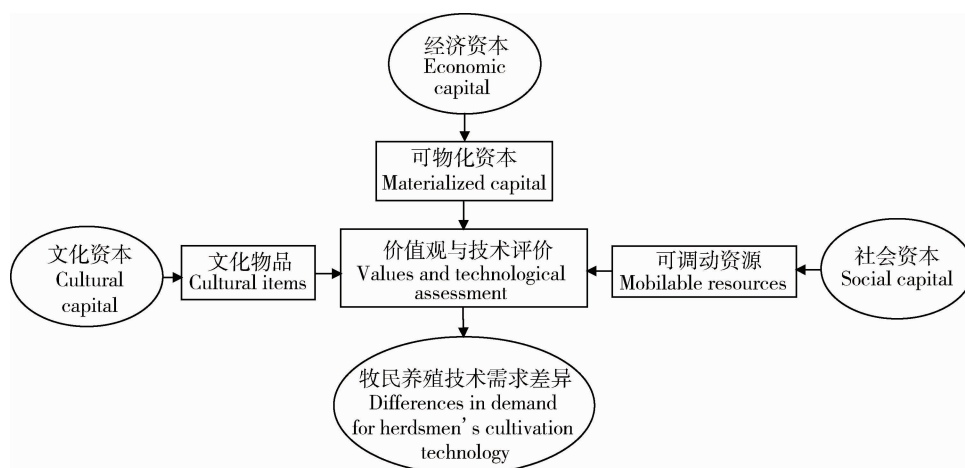 经济资本
Economic
capital
可物化资本
Materialized capital
文化资本
Cultural
capital
文化物品
Cultural items
价值观与技术评价
Values and technological
assessment
可调动资源
Mobilable resources
社会资本
Social capital
牧民养殖技术需求差异
Differences in demand
for herdsmen's cultivation
technology